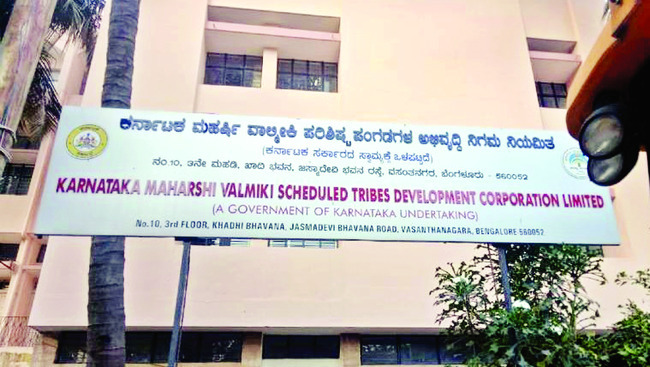 ಕರ್ನಾಟಕ ಮಹರ್ಷಿ ವಾಲ್ಮೀಕಿ ಪರಿಶಿಷ್ಟ ಪಂಗಡಗಳ ಅಭಿವೃದ್ಧಿ ನಿಗಮ ನಿಯಮಿತ
(ಕರ್ನಾಟಕ ಸರ್ಕಾರದ ಸ್ವಾಮ್ಯಕ್ಕೆ ಒಳಪಟ್ಟಿದೆ)
ನಂ.10, 3ನೇ ಮಹಡಿ, ಖಾದಿ ಭವನ, ಜಸ್ಮಾದೇವಿ ಭವನ ರಸ್ತೆ, ವಸಂತನಗರ, ಬೆಂಗಳೂರು - 560052
KARNATAKA MAHARSHI VALMIKI SCHEDULED TRIBES DEVELOPMENT CORPORATION LIMITED
(A GOVERNMENT OF KARNATAKA UNDERTAKING)
No.10, 3rd FLOOR, KHADHI BHAVANA, JASMADEVI BHAVANA ROAD, VASANTHANAGARA, BENGALORE 560052